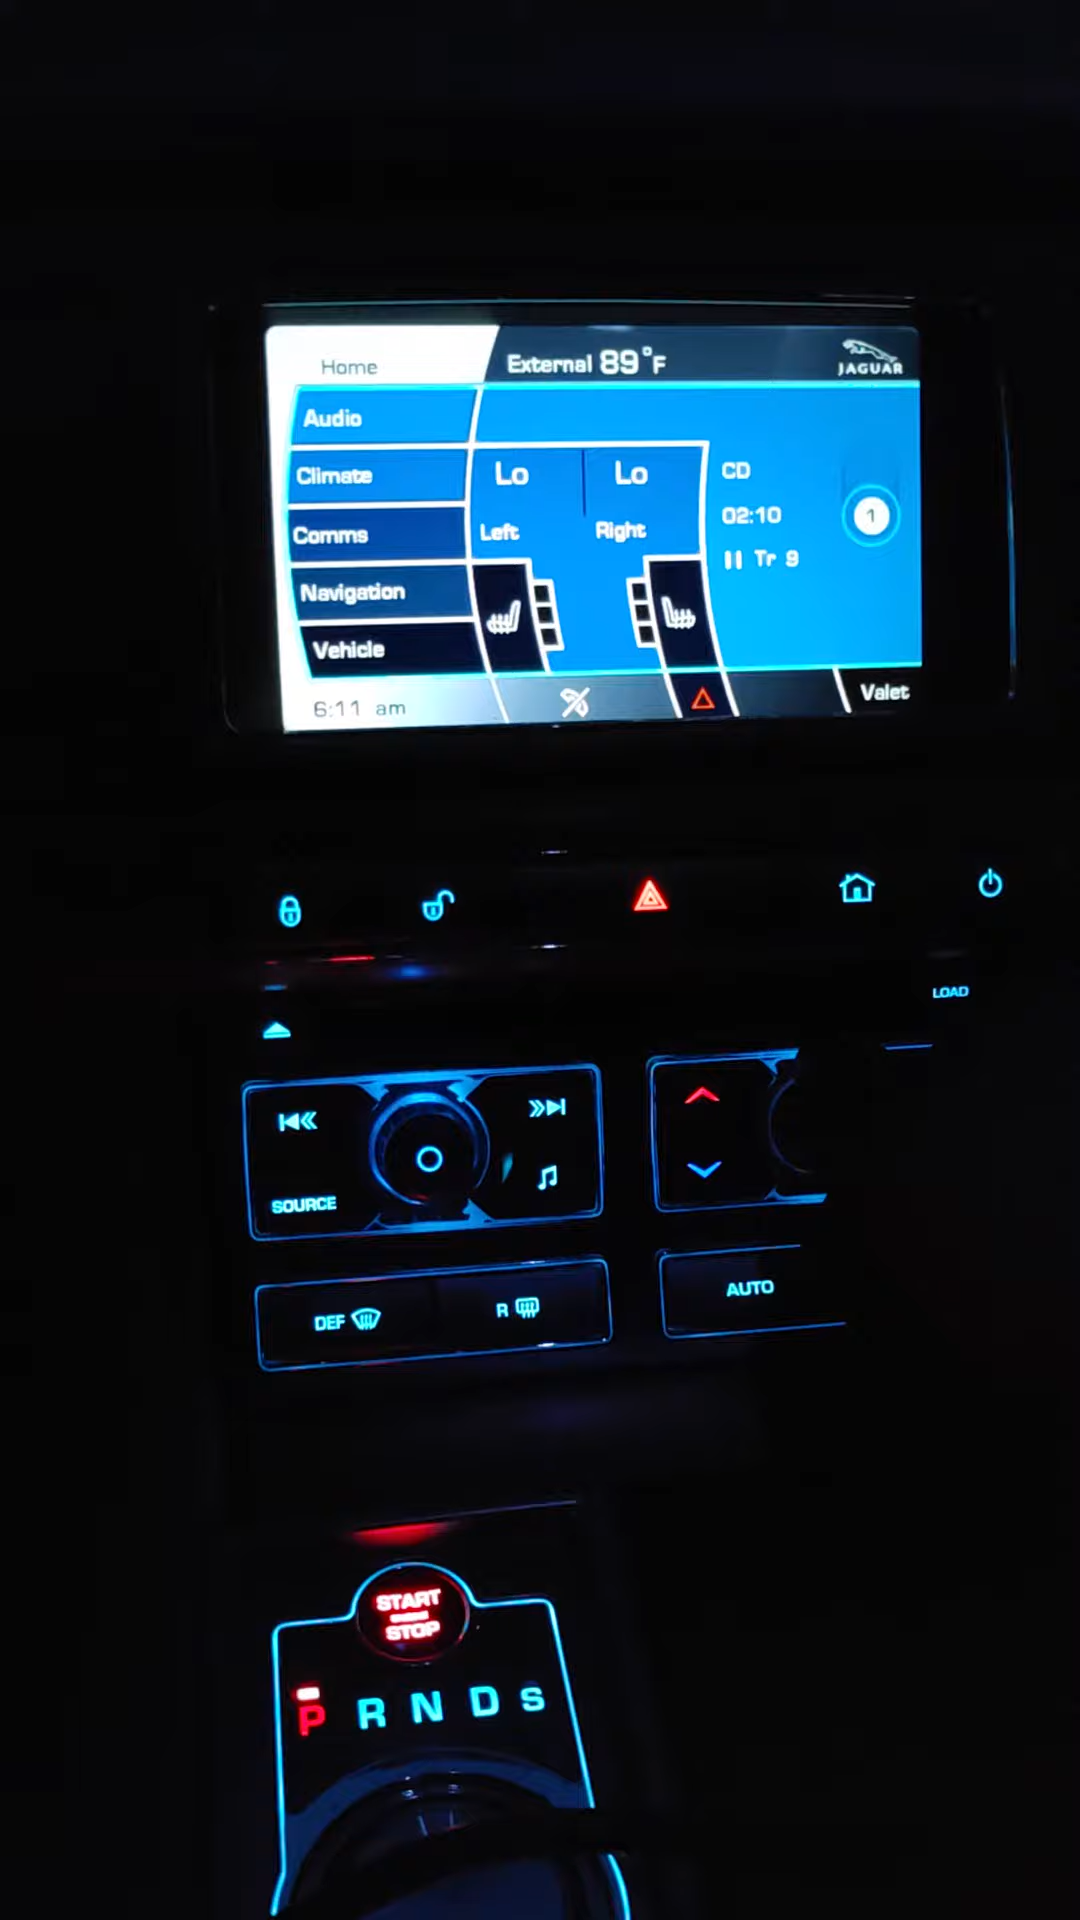 Home
External 89°F
JAGUAR
Audio
Climate
Lo
Lo
CD
Comms
Left
Right
02:10
1
Navigation
Tr 9
Vehicle
6:11 am
Valet
LOAD
SOURCE
DEF
R
AUTO
START
STOP
P R N D S